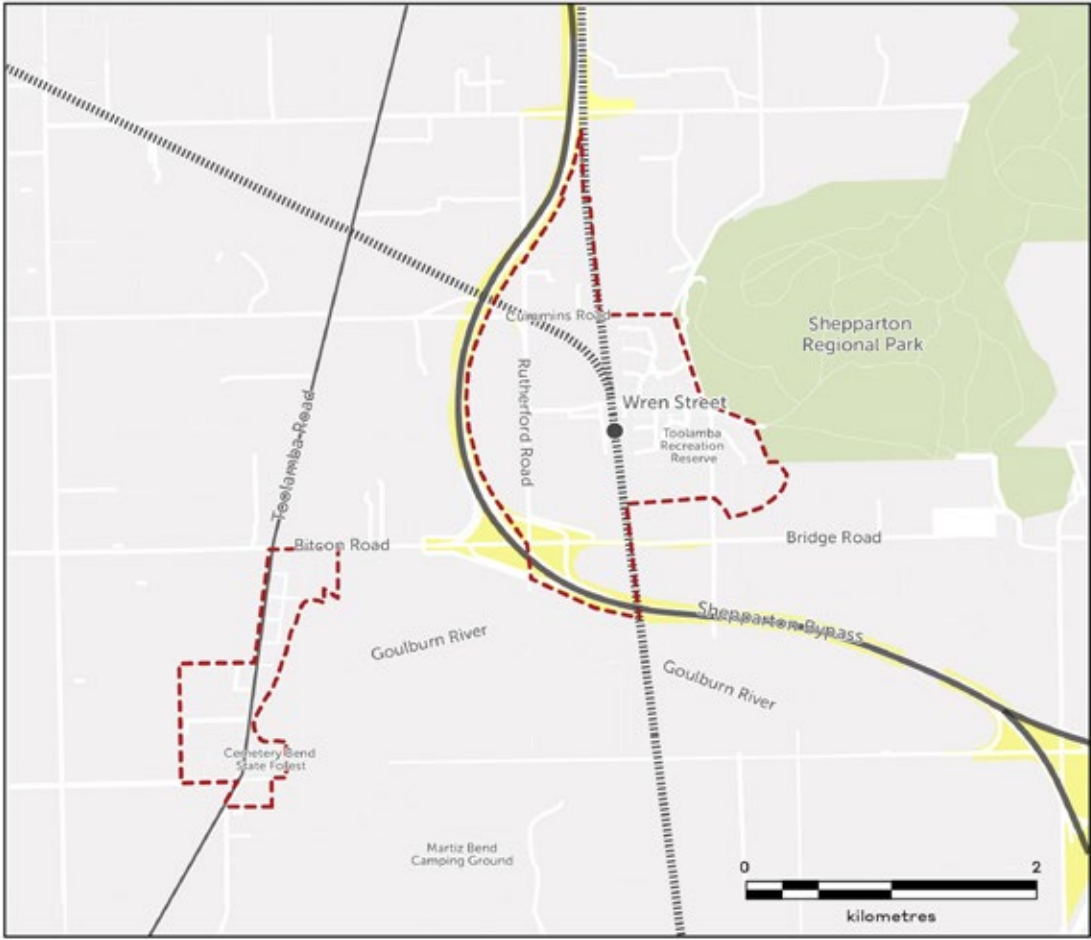 Cummins Road
Shepparton
Regional Park
Rutherford Road
Wren Street
Toolamba
Recreation
Reserve
Toolamba Road
Bitcon Road
Bridge Road
Shepparton Bypass
Goulburn River
Goulburn River
Cemetery Bend
State Forest
Martiz Bend
Camping Ground
0
2
kilometres